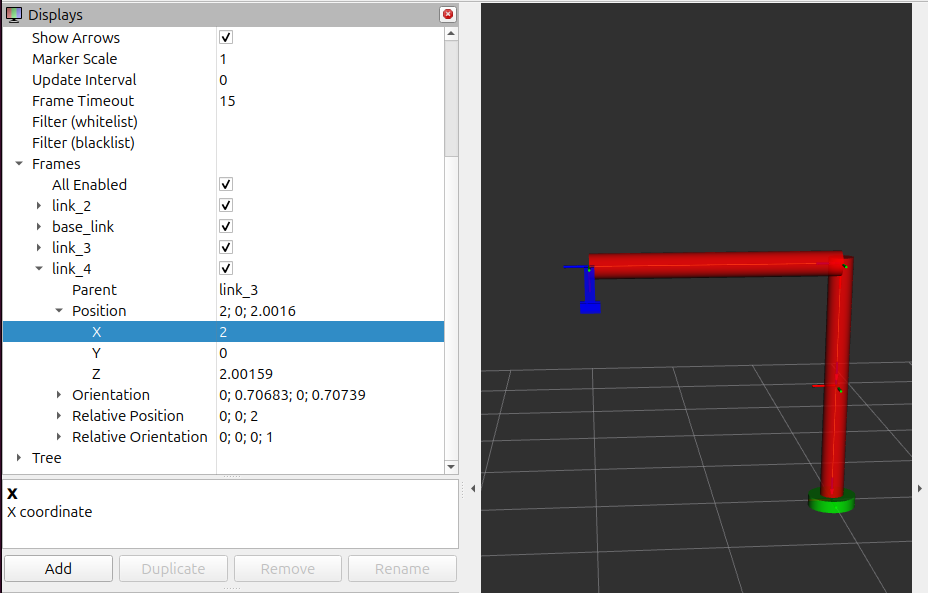 Displays
Show Arrows
Marker Scale 1
Update Interval 0
Frame Timeout 15
Filter (whitelist)
Filter (blacklist)
Frames
All Enabled
link_2
base_link
link_3
link_4
Parent link_3
Position 2; 0; 2.0016
X 2
Y 0
Z 2.00159
Orientation 0; 0.70683; 0; 0.70739
Relative Position 0; 0; 2
Relative Orientation 0; 0; 0; 1
Tree
X
X coordinate
Add Duplicate Remove Rename